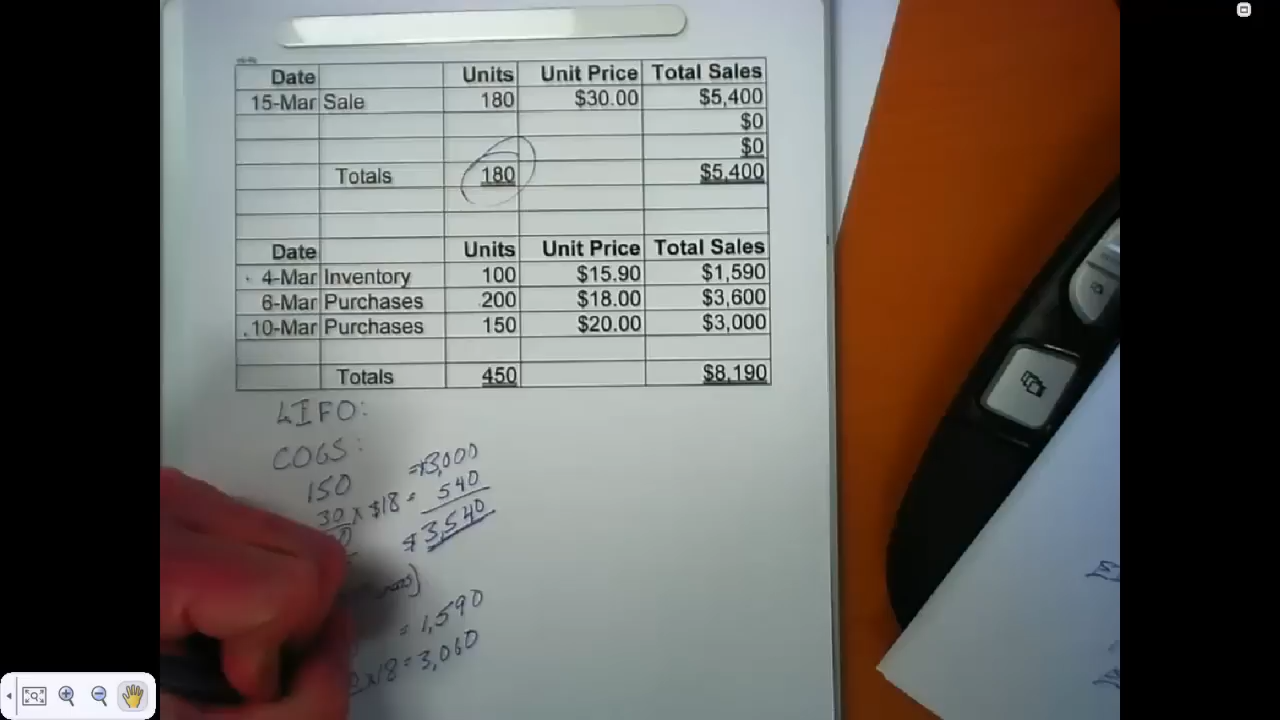 Date Units Unit Price Total Sales
15-Mar Sale 180 $30.00 $5,400
$0
$0
Totals 180 $5,400
Date Units Unit Price Total Sales
4-Mar Inventory 100 $15.90 $1,590
6-Mar Purchases 200 $18.00 $3,600
10-Mar Purchases 150 $20.00 $3,000
Totals 450 $8,190
LIFO:
COGS:
150 = $3,000
30 x $18 = 540
$3,540
= 1,590
x 18 = 3,060